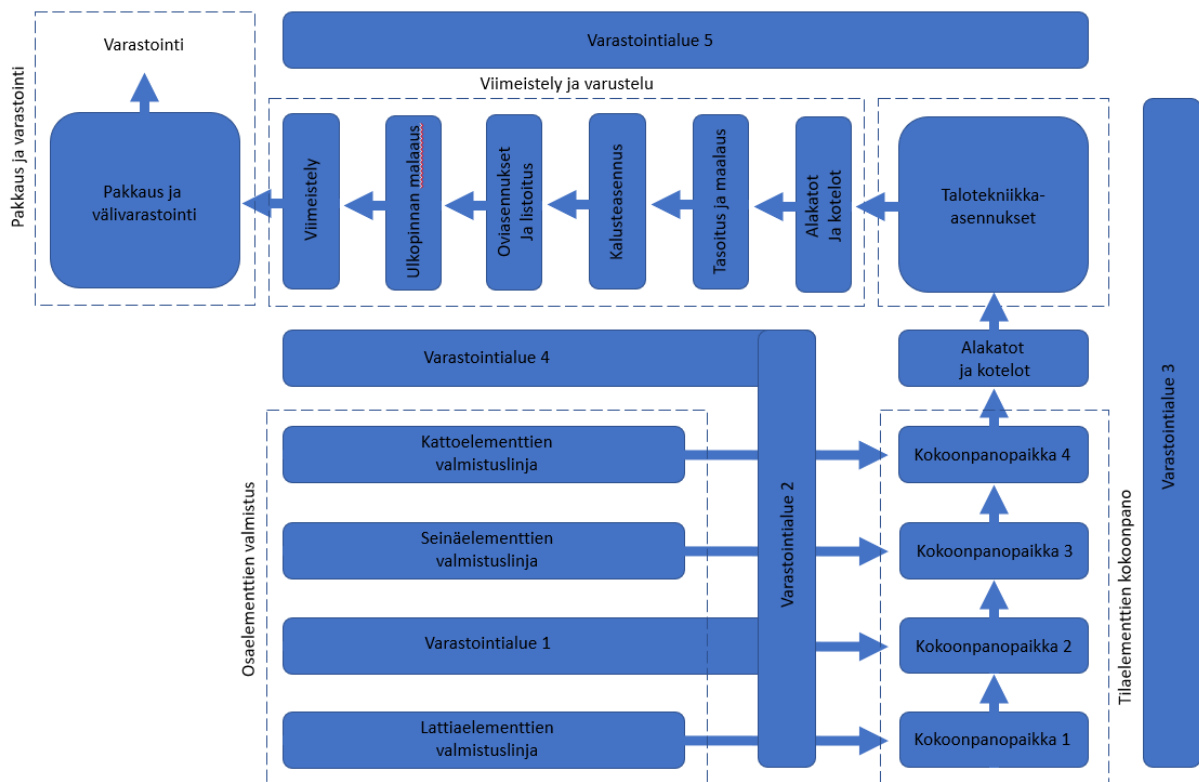 Varastointi
Varastointialue 5
Viimeistely ja varustelu
Pakkaus ja varastointi
Pakkaus ja
välivarastointi
Viimeistely
Ulkopinnan malaaus
Oviasennukset
Ja listoitus
Kalusteasennus
Tasoitus ja maalaus
Alakatot
Ja kotelot
Talotekniikka-
asennukset
Varastointialue 4
Alakatot
ja kotelot
Varastointialue 3
Osaelementtien valmistus
Kattoelementtien
valmistuslinja
Varastointialue 2
Kokoonpanopaikka 4
Tilaelementtien kokoonpano
Seinäelementtien
valmistuslinja
Kokoonpanopaikka 3
Varastointialue 1
Kokoonpanopaikka 2
Lattiaelementtien
valmistuslinja
Kokoonpanopaikka 1